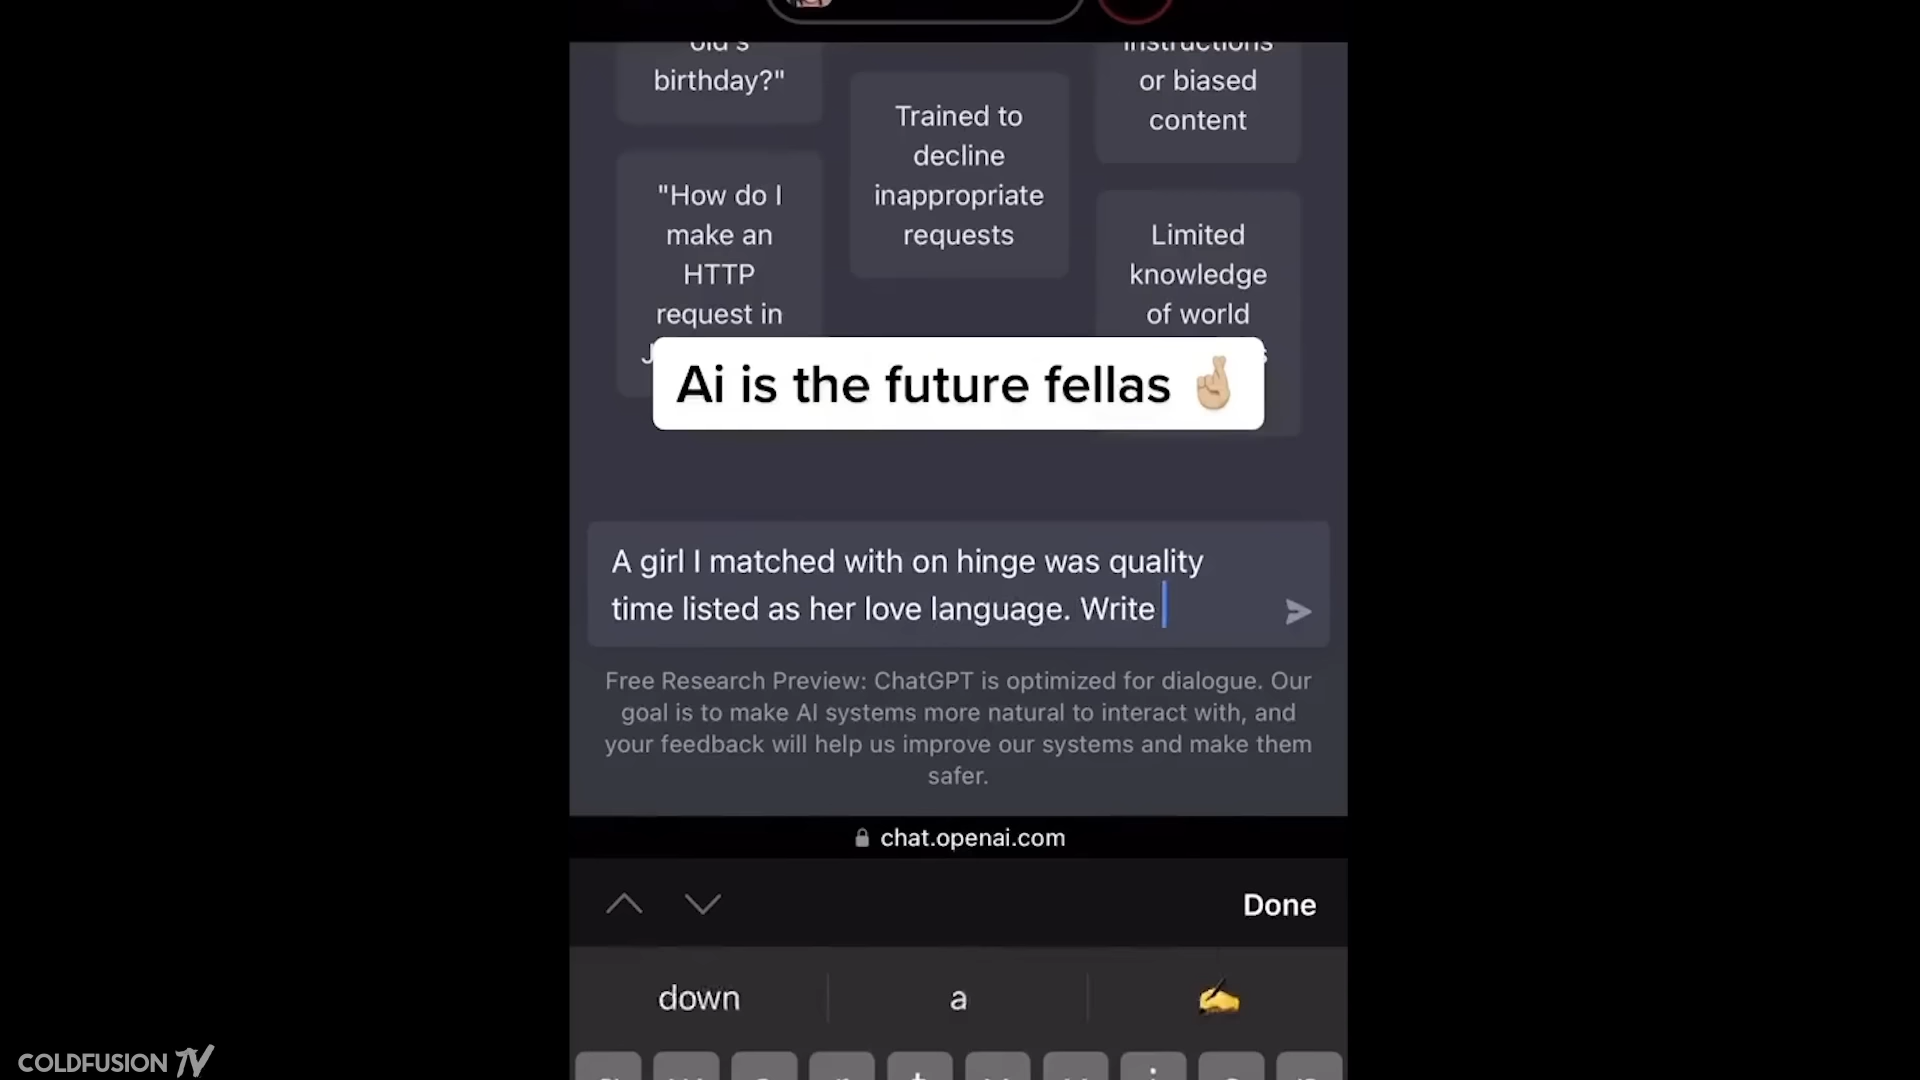 old's
birthday?"
"How do I
make an
HTTP
request in
Trained to
decline
inappropriate
requests
instructions
or biased
content
Limited
knowledge
of world
Ai is the future fellas 🤞🏼
A girl I matched with on hinge was quality
time listed as her love language. Write
Free Research Preview: ChatGPT is optimized for dialogue. Our
goal is to make AI systems more natural to interact with, and
your feedback will help us improve our systems and make them
safer.
chat.openai.com
Done
down a ✍️
COLDFUSION TV